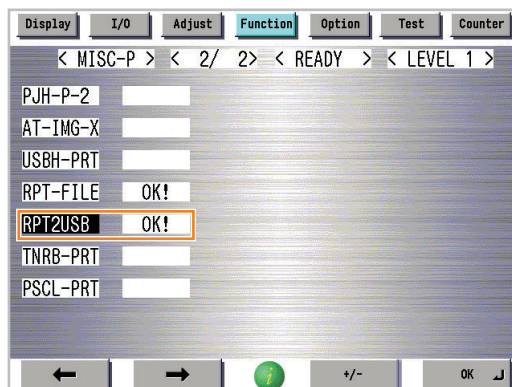 Display I/O Adjust Function Option Test Counter
< MISC-P > < 2/ 2> < READY > < LEVEL 1 >
PJH-P-2
AT-IMG-X
USBH-PRT
RPT-FILE OK!
RPT2USB OK!
TNRB-PRT
PSCL-PRT
+/- OK